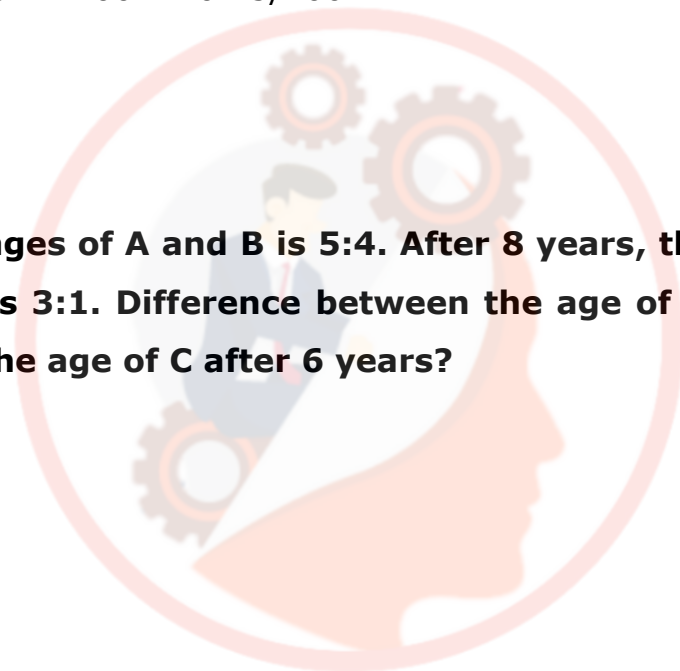 ages of A and B is 5:4. After 8 years, th
s 3:1. Difference between the age of
he age of C after 6 years?